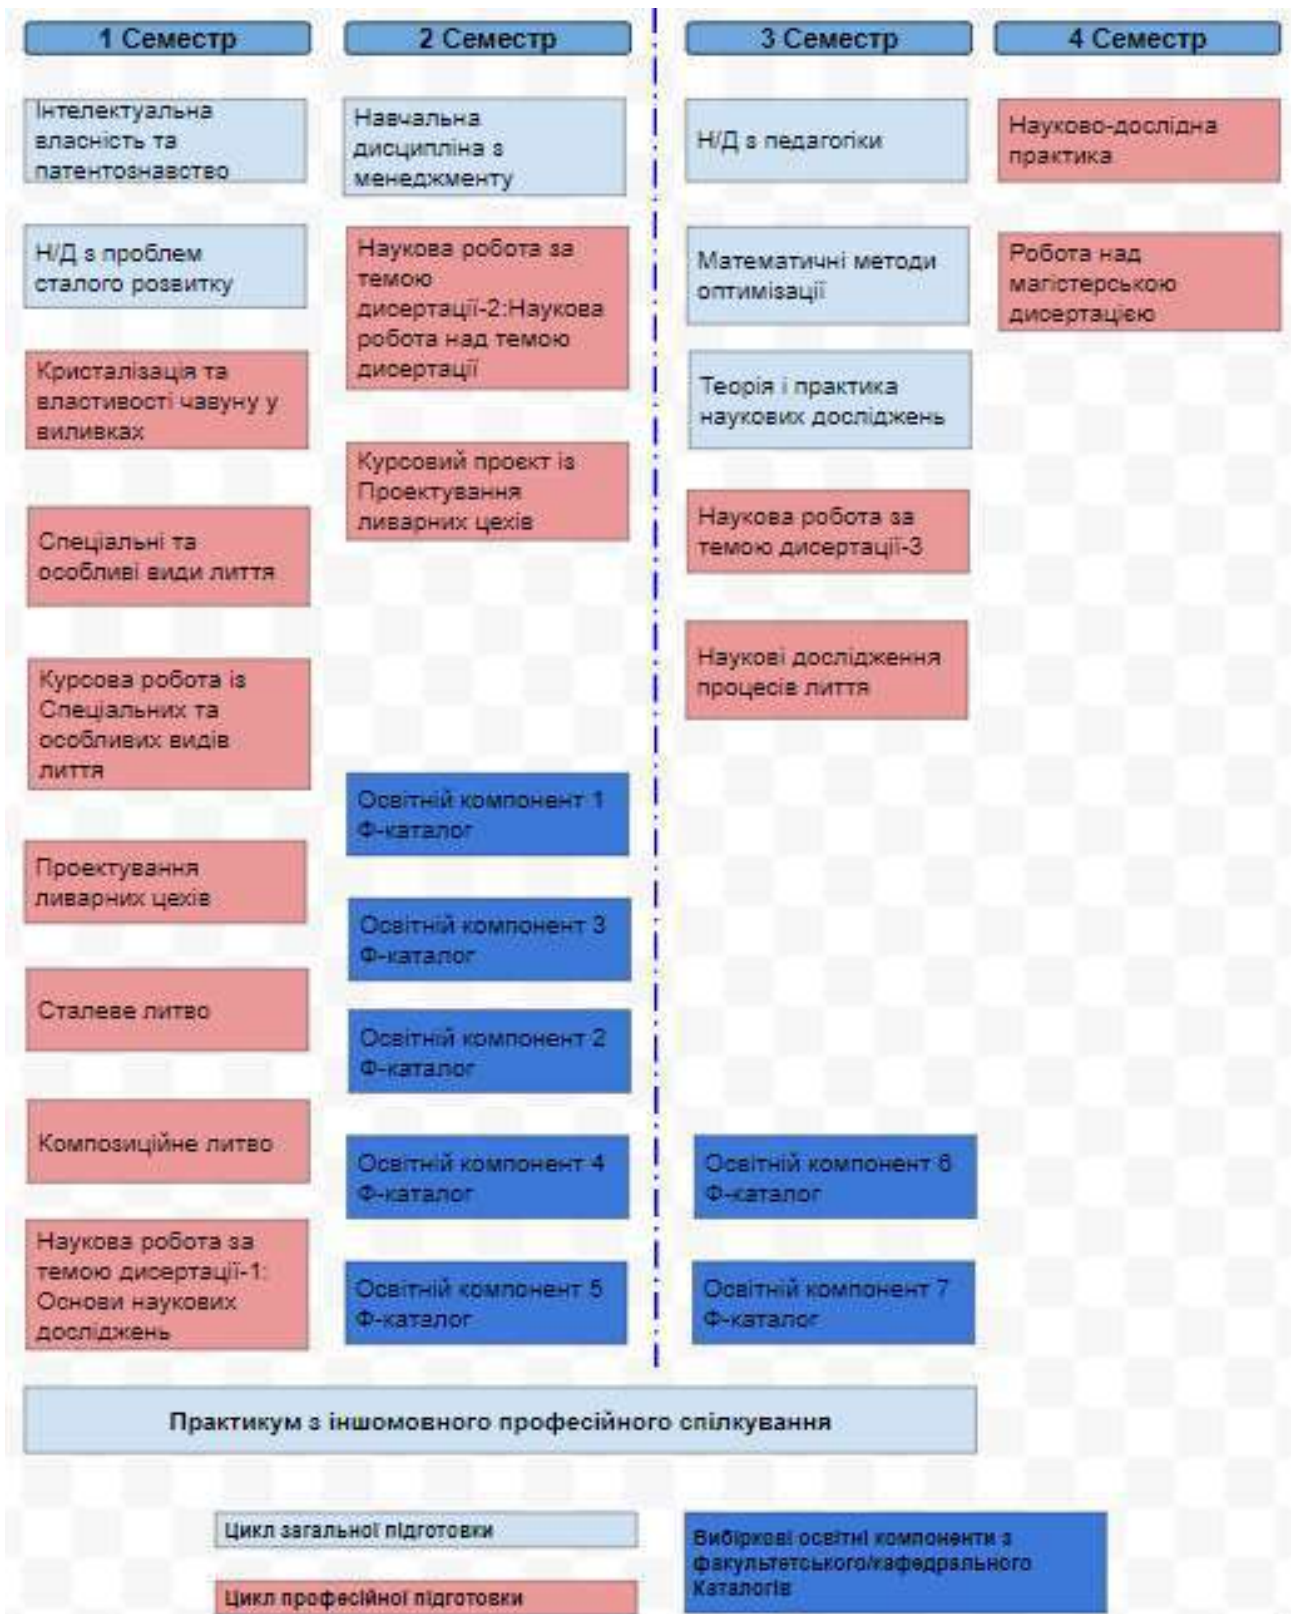 1 Семестр
2 Семестр
3 Семестр
4 Семестр
Інтелектуальна
власність та
патентознавство
Н/Д з проблем
сталого розвитку
Кристалізація та
властивості чавуну у
виливках
Спеціальні та
особливі види лиття
Курсова робота із
Спеціальних та
особливих видів
лиття
Проектування
ливарних цехів
Сталеве литво
Композиційне литво
Наукова робота за
темою дисертації-1:
Основи наукових
досліджень
Навчальна
дисципліна з
менеджменту
Наукова робота за
темою
дисертації-2:Наукова
робота над темою
дисертації
Курсовий проєкт із
Проектування
ливарних цехів
Освітній компонент 1
Ф-каталог
Освітній компонент 3
Ф-каталог
Освітній компонент 2
Ф-каталог
Освітній компонент 4
Ф-каталог
Освітній компонент 5
Ф-каталог
Н/Д з педагогіки
Математичні методи
оптимізації
Теорія і практика
наукових досліджень
Наукова робота за
темою дисертації-3
Наукові дослідження
процесів лиття
Освітній компонент 6
Ф-каталог
Освітній компонент 7
Ф-каталог
Науково-дослідна
практика
Робота над
магістерською
дисертацією
Практикум з іншомовного професійного спілкування
Цикл загальної підготовки
Цикл професійної підготовки
Вибіркові освітні компоненти з
факультетського/кафедрального
Каталогів